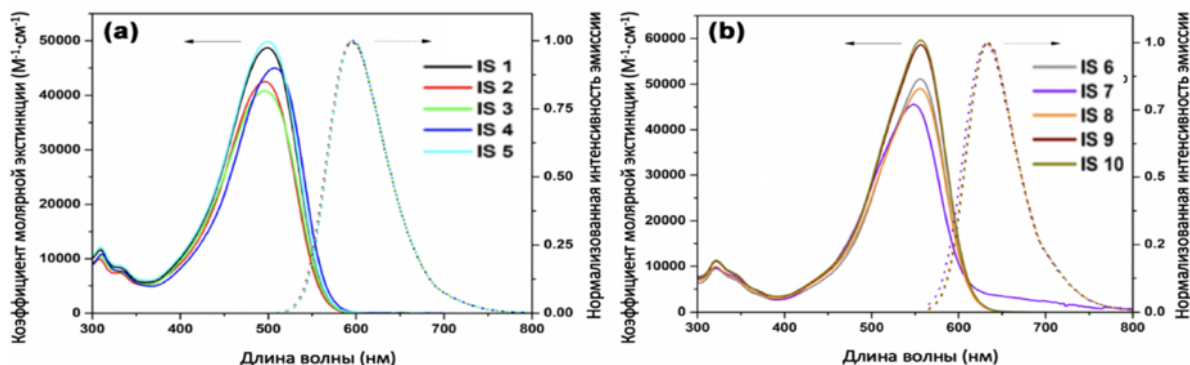 (a)
Коэффициент молярной экстинкции (М⁻¹·см⁻¹)
50000
40000
30000
20000
10000
0
IS 1
IS 2
IS 3
IS 4
IS 5
1.00
0.75
0.50
0.25
0.00
Нормализованная интенсивность эмиссии
300 400 500 600 700 800
Длина волны (нм)
(b)
Коэффициент молярной экстинкции (М⁻¹·см⁻¹)
60000
50000
40000
30000
20000
10000
0
IS 6
IS 7
IS 8
IS 9
IS 10
1.0
0.7
0.5
0.2
0.0
Нормализованная интенсивность эмиссии
300 400 500 600 700 800
Длина волны (нм)